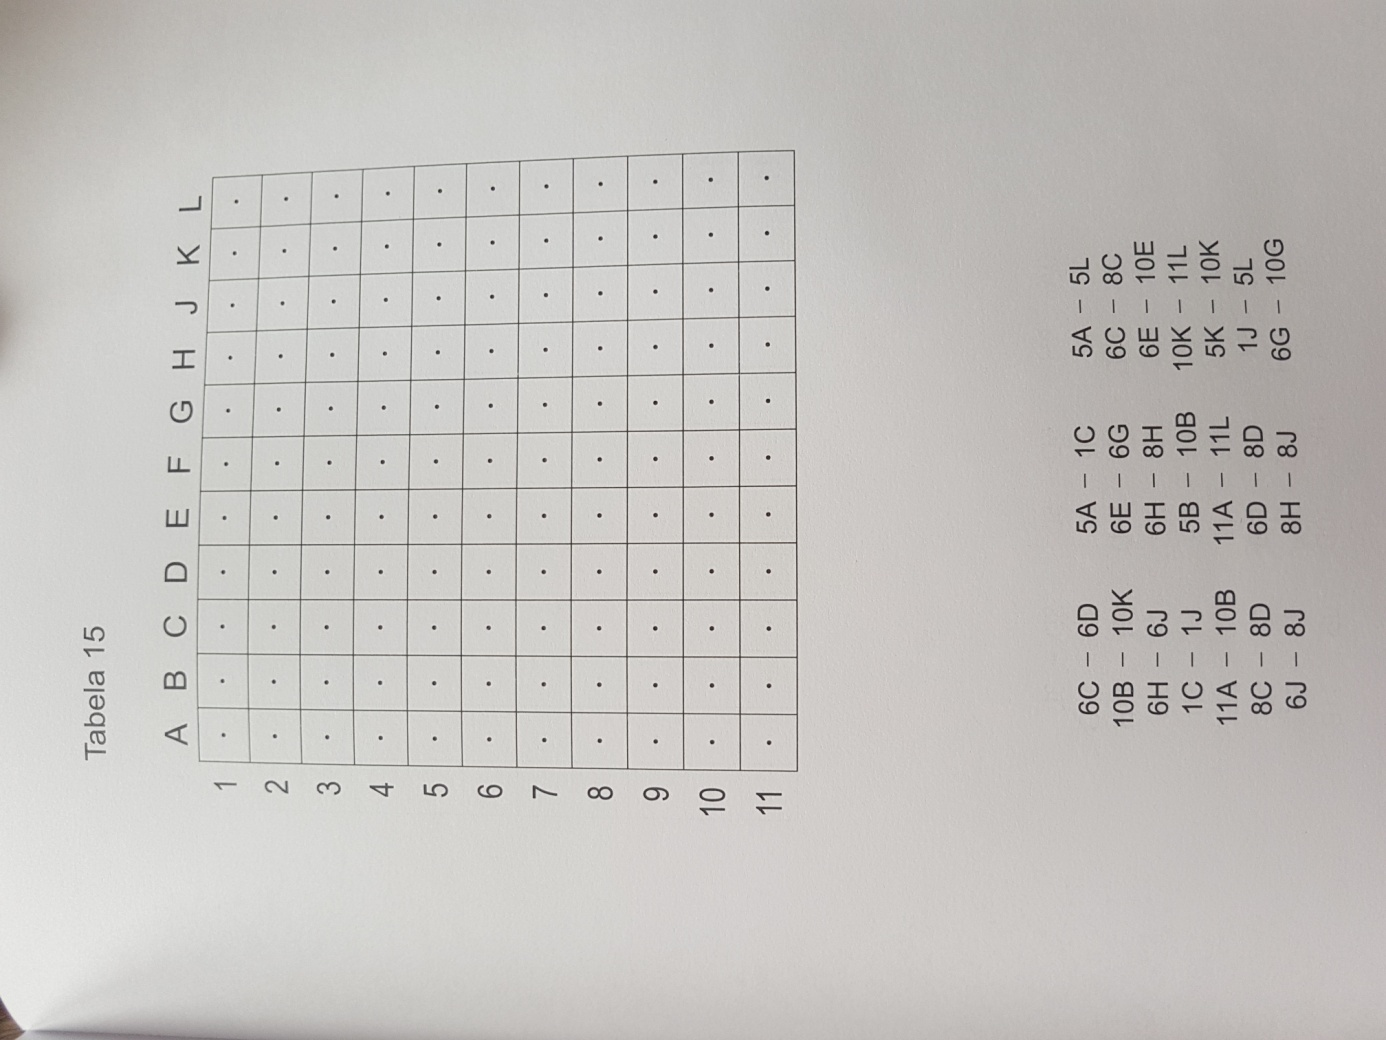 Tabela 15
A B C D E F G H J K L
1
2
3
4
5
6
7
8
9
10
11
6C – 6D 5A – 1C 5A – 5L
10B – 10K 6E – 6G 6C – 8C
6H – 6J 6H – 8H 6E – 10E
1C – 1J 5B – 10B 10K – 11L
11A – 10B 11A – 11L 5K – 10K
8C – 8D 6D – 8D 1J – 5L
6J – 8J 8H – 8J 6G – 10G